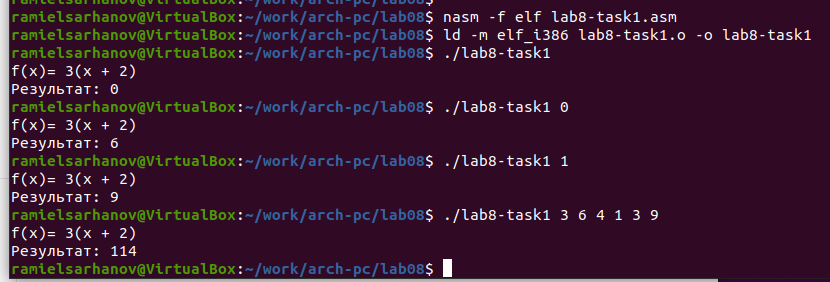 ramielsarhanov@VirtualBox:~/work/arch-pc/lab08$ nasm -f elf lab8-task1.asm
ramielsarhanov@VirtualBox:~/work/arch-pc/lab08$ ld -m elf_i386 lab8-task1.o -o lab8-task1
ramielsarhanov@VirtualBox:~/work/arch-pc/lab08$ ./lab8-task1
f(x)= 3(x + 2)
Результат: 0
ramielsarhanov@VirtualBox:~/work/arch-pc/lab08$ ./lab8-task1 0
f(x)= 3(x + 2)
Результат: 6
ramielsarhanov@VirtualBox:~/work/arch-pc/lab08$ ./lab8-task1 1
f(x)= 3(x + 2)
Результат: 9
ramielsarhanov@VirtualBox:~/work/arch-pc/lab08$ ./lab8-task1 3 6 4 1 3 9
f(x)= 3(x + 2)
Результат: 114
ramielsarhanov@VirtualBox:~/work/arch-pc/lab08$